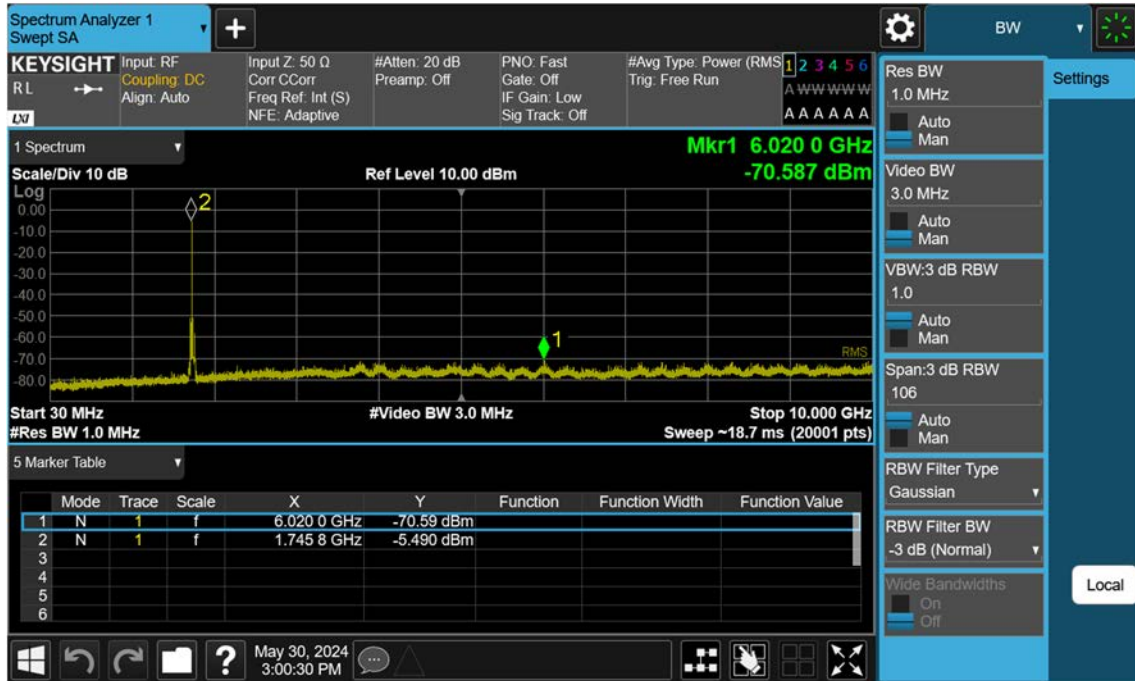 Spectrum Analyzer 1
Swept SA
+
BW
KEYSIGHT
RL
LXI
Input: RF
Coupling: DC
Align: Auto
Input Z: 50 Ω
Corr CCorr
Freq Ref: Int (S)
NFE: Adaptive
#Atten: 20 dB
Preamp: Off
PNO: Fast
Gate: Off
IF Gain: Low
Sig Track: Off
#Avg Type: Power (RMS
Trig: Free Run
1 2 3 4 5 6
A W W W W W
A A A A A A
1 Spectrum
Scale/Div 10 dB
Ref Level 10.00 dBm
Mkr1 6.020 0 GHz
-70.587 dBm
Log
0.00
-10.0
-20.0
-30.0
-40.0
-50.0
-60.0
-70.0
-80.0
2
1
RMS
Start 30 MHz
#Video BW 3.0 MHz
Stop 10.000 GHz
#Res BW 1.0 MHz
Sweep ~18.7 ms (20001 pts)
5 Marker Table
Mode Trace Scale X Y Function Function Width Function Value
1 N 1 f 6.020 0 GHz -70.59 dBm
2 N 1 f 1.745 8 GHz -5.490 dBm
3
4
5
6
?
May 30, 2024
3:00:30 PM
Res BW
1.0 MHz
Auto
Man
Video BW
3.0 MHz
Auto
Man
VBW:3 dB RBW
1.0
Auto
Man
Span:3 dB RBW
106
Auto
Man
RBW Filter Type
Gaussian
RBW Filter BW
-3 dB (Normal)
Wide Bandwidths
On
Off
Settings
Local